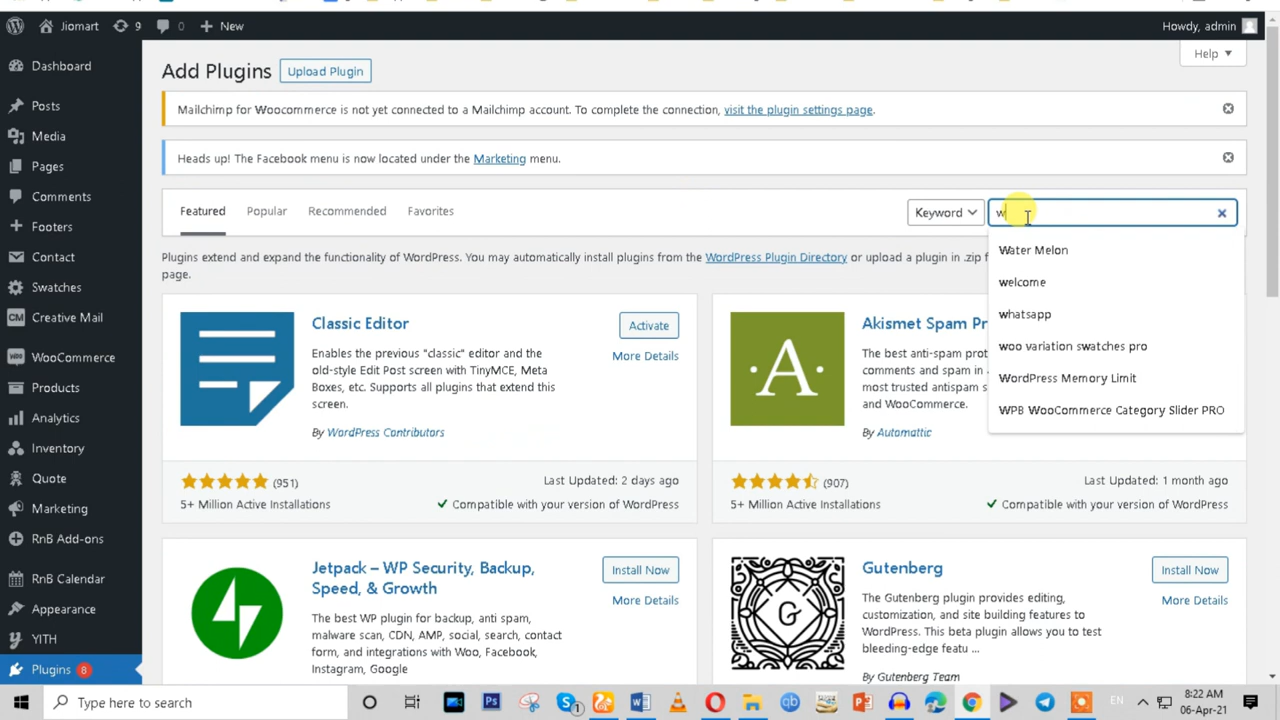 Jiomart
9
0
New
Howdy, admin
Dashboard
Posts
Media
Pages
Comments
Footers
Contact
Swatches
CM Creative Mail
WooCommerce
Products
Analytics
Inventory
Quote
Marketing
RnB Add-ons
RnB Calendar
Appearance
YITH
Plugins 8
Help
Add Plugins
Upload Plugin
Mailchimp for Woocommerce is not yet connected to a Mailchimp account. To complete the connection, visit the plugin settings page.
Heads up! The Facebook menu is now located under the Marketing menu.
Featured
Popular
Recommended
Favorites
Keyword
w
Water Melon
welcome
whatsapp
woo variation swatches pro
WordPress Memory Limit
WPB WooCommerce Category Slider PRO
Plugins extend and expand the functionality of WordPress. You may automatically install plugins from the WordPress Plugin Directory or upload a plugin in .zip f
page.
Classic Editor
Activate
More Details
Enables the previous "classic" editor and the
old-style Edit Post screen with TinyMCE, Meta
Boxes, etc. Supports all plugins that extend this
screen.
By WordPress Contributors
(951)
Last Updated: 2 days ago
5+ Million Active Installations
Compatible with your version of WordPress
A
Akismet Spam Pr
The best anti-spam prot
comments and spam in
most trusted antispam s
and WooCommerce.
By Automattic
(907)
Last Updated: 1 month ago
5+ Million Active Installations
Compatible with your version of WordPress
Jetpack – WP Security, Backup,
Speed, & Growth
Install Now
More Details
The best WP plugin for backup, anti spam,
malware scan, CDN, AMP, social, search, contact
form, and integrations with Woo, Facebook,
Instagram, Google
G
Gutenberg
Install Now
More Details
The Gutenberg plugin provides editing,
customization, and site building features to
WordPress. This beta plugin allows you to test
bleeding-edge featu ...
By Gutenberg Team
Type here to search
EN
8:22 AM
06-Apr-21